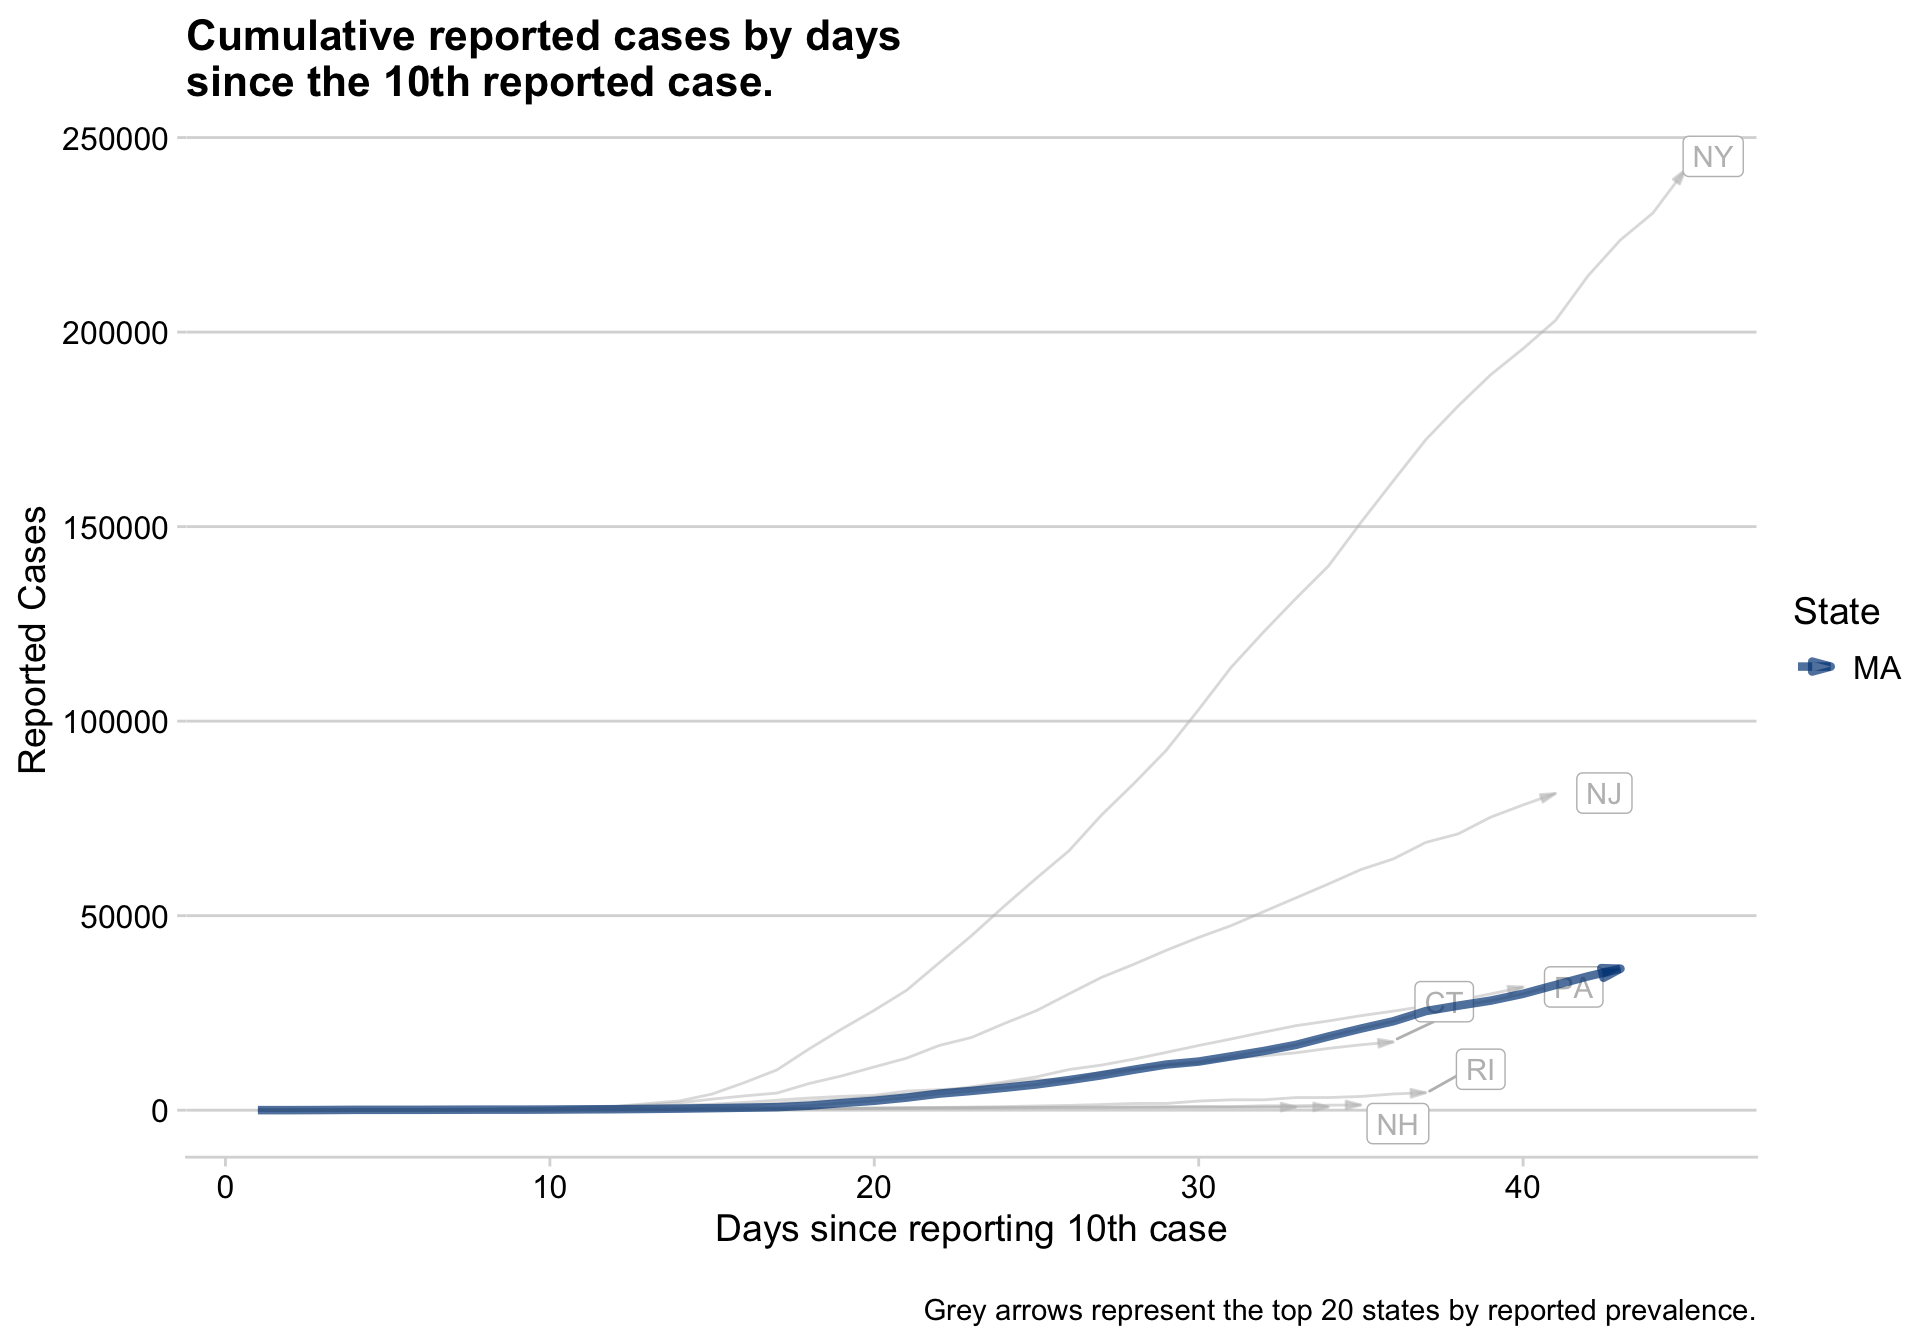 Cumulative reported cases by days
since the 10th reported case.
250000
200000
150000
100000
50000
0
Reported Cases
NY
NJ
CT
PA
RI
NH
State
MA
0
10
20
30
40
Days since reporting 10th case
Grey arrows represent the top 20 states by reported prevalence.